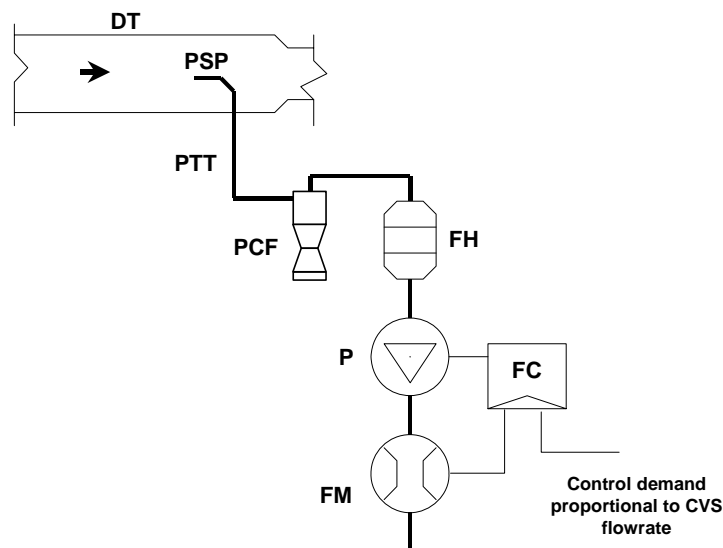 DT
PSP
PTT
PCF
FH
P
FC
FM
Control demand
proportional to CVS
flowrate